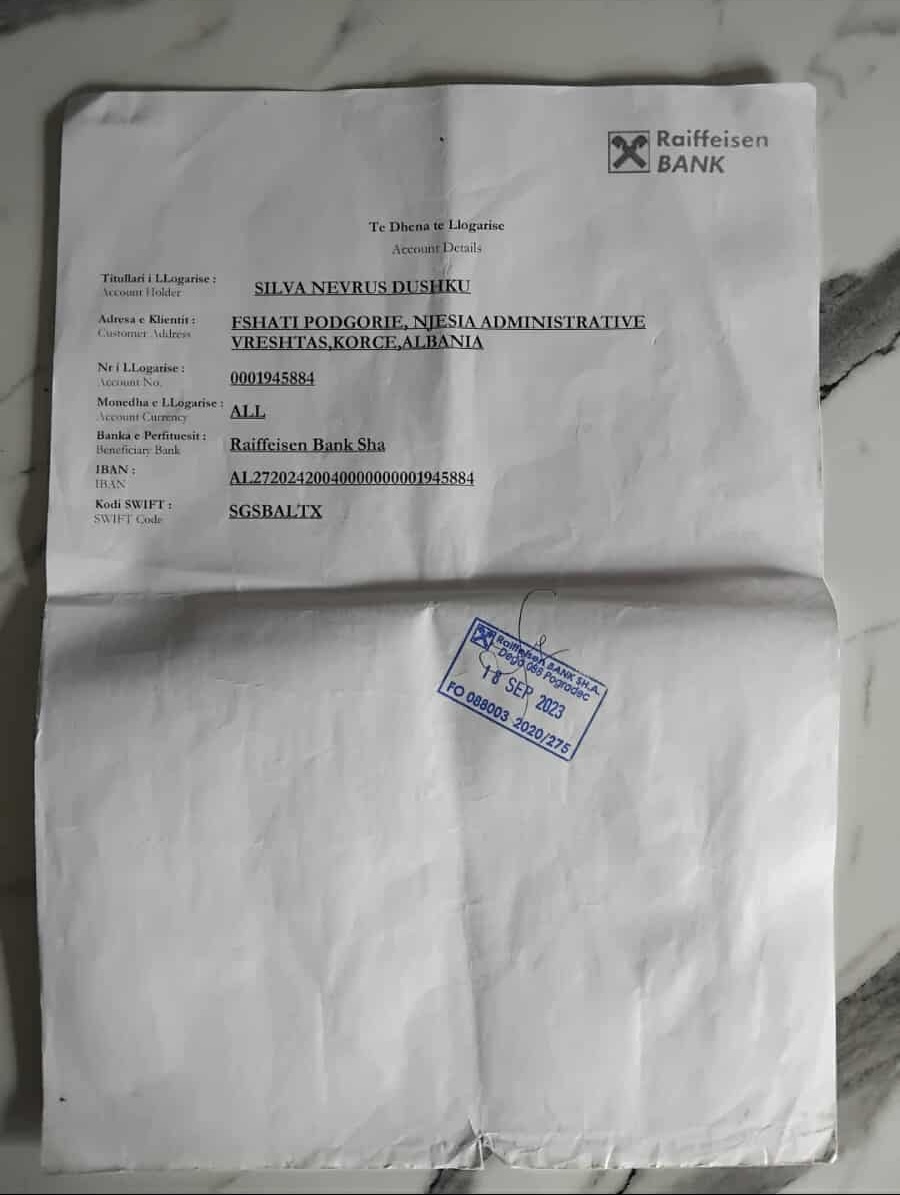 Raiffeisen
BANK
Te Dhena te Llogarise
Account Details
Titullari i LLogarise :
Account Holder
SILVA NEVRUS DUSHKU
Adresa e Klientit :
Customer Address
FSHATI PODGORIE, NJESIA ADMINISTRATIVE
VRESHTAS,KORCE,ALBANIA
Nr i LLogarise :
Account No.
0001945884
Monedha e LLogarise :
Account Currency
ALL
Banka e Perfituesit :
Beneficiary Bank
Raiffeisen Bank Sha
IBAN :
IBAN
AL27202420040000000001945884
Kodi SWIFT :
SWIFT Code
SGSBALTX
Raiffeisen BANK SH.A.
Dega 088 Pogradec
18 SEP 2023
FO 088003 2020/275